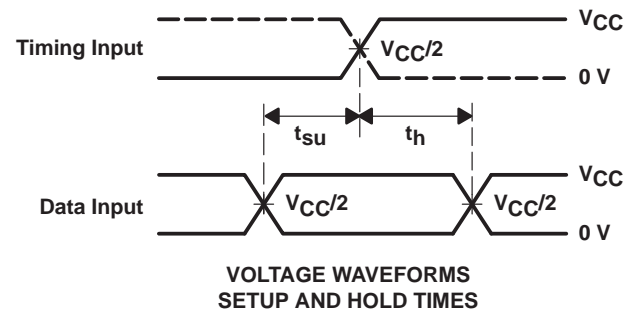 VCC
Timing Input
VCC/2
0 V
tsu
th
VCC
Data Input
VCC/2
VCC/2
0 V
VOLTAGE WAVEFORMS
SETUP AND HOLD TIMES